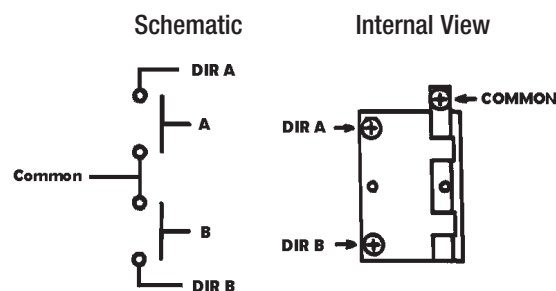 Schematic
DIR A
A
Common
B
DIR B
Internal View
COMMON
DIR A
DIR B